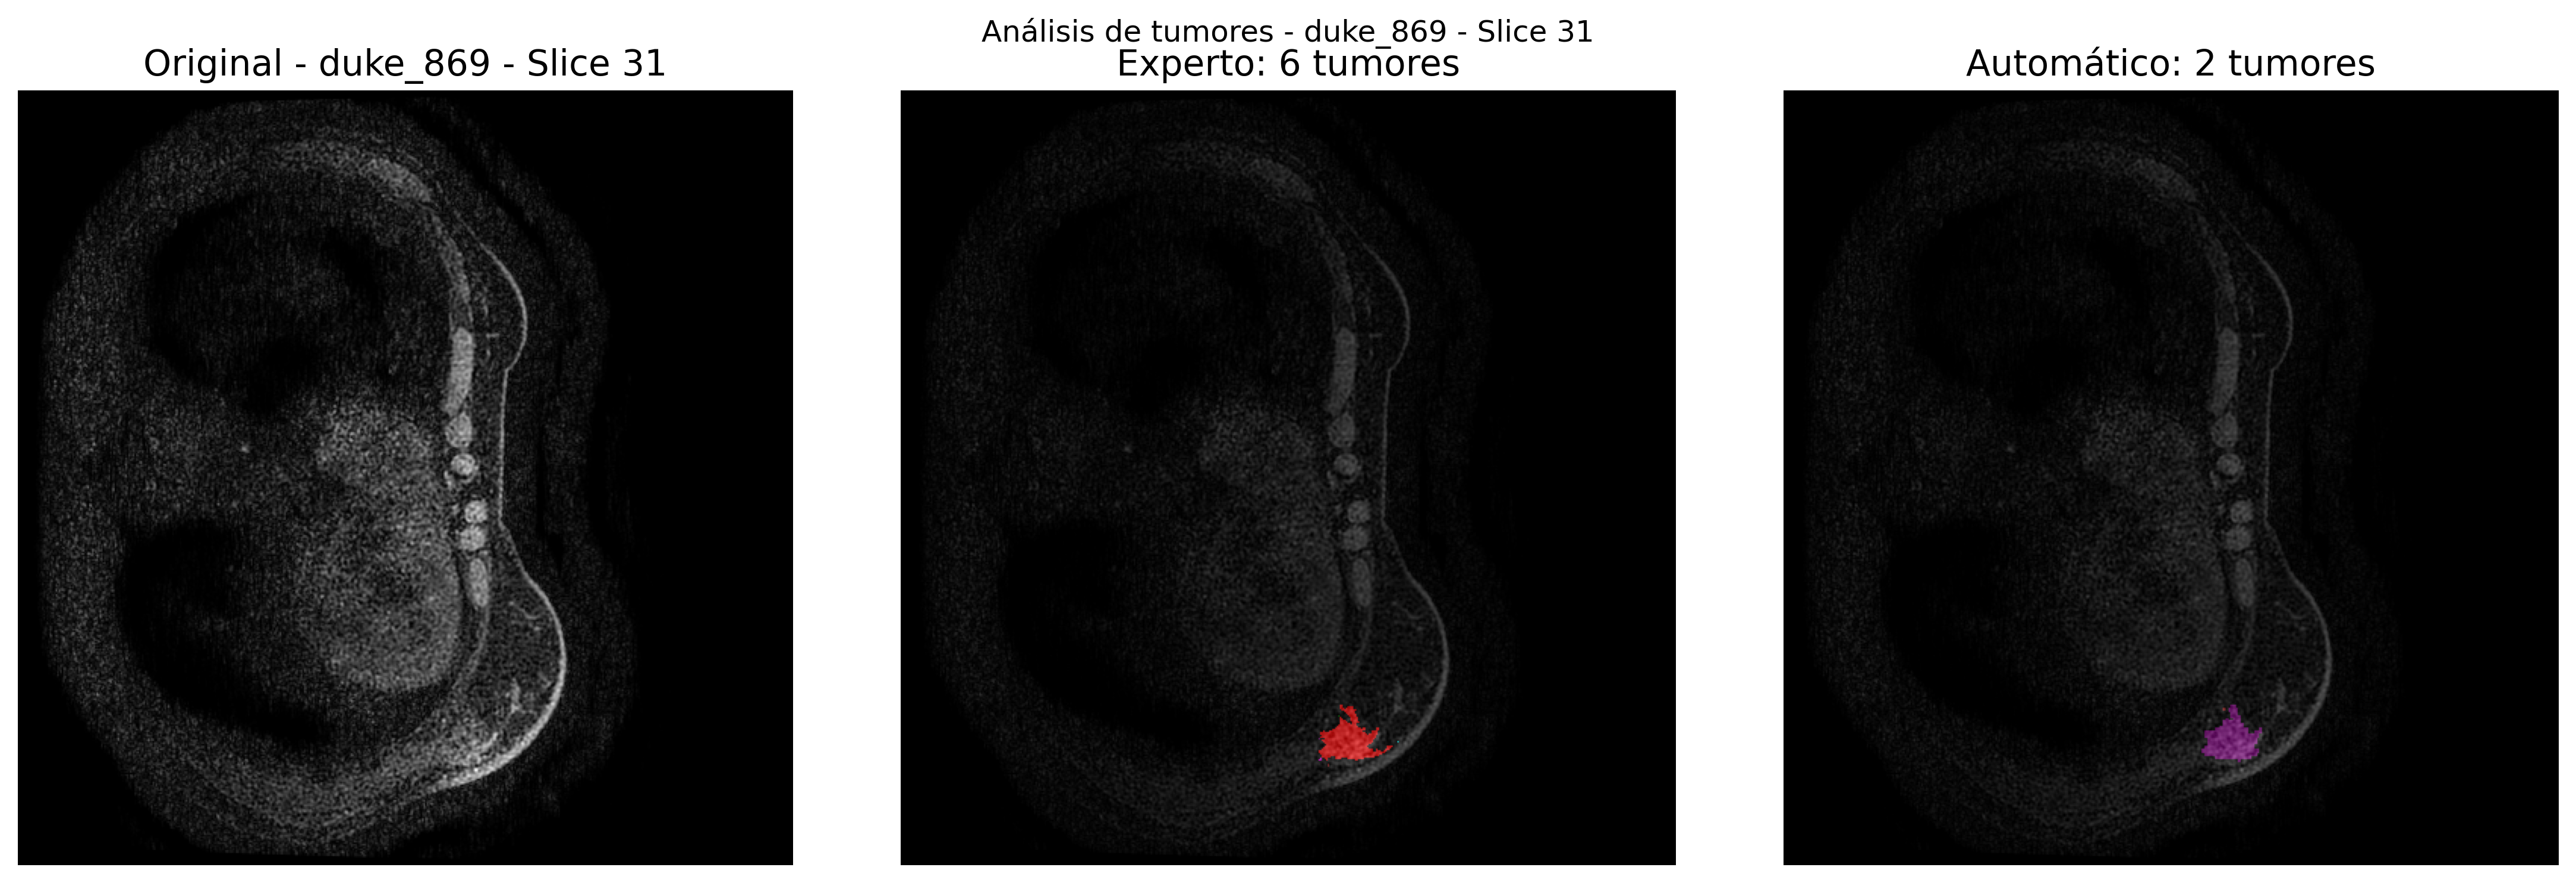 Análisis de tumores - duke_869 - Slice 31
Original - duke_869 - Slice 31
Experto: 6 tumores
Automático: 2 tumores